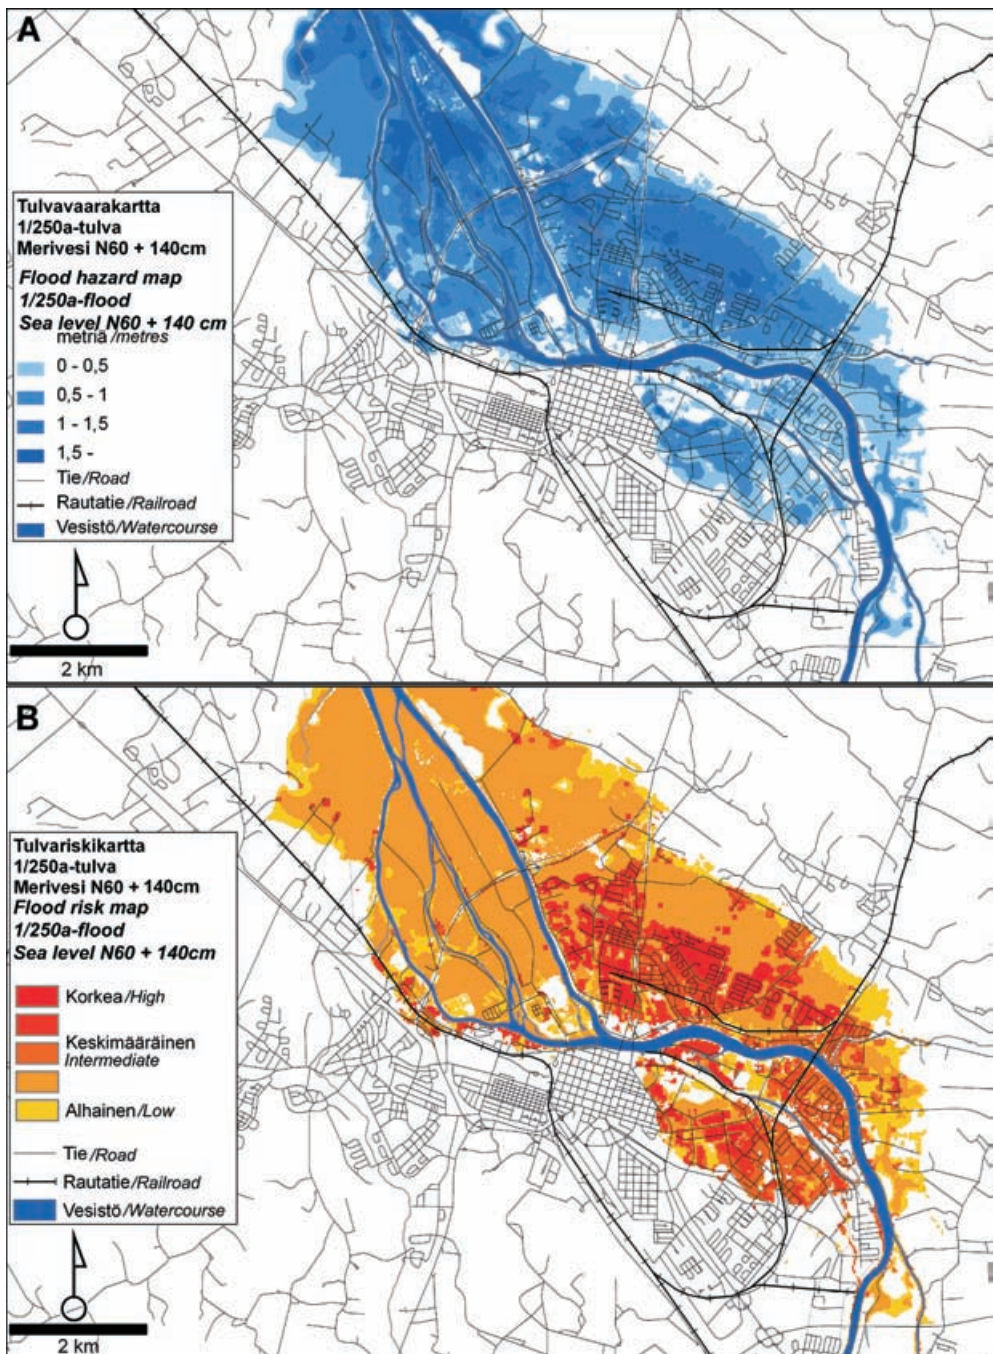 A
Tulvavaarakartta
1/250a-tulva
Merivesi N60 + 140cm
Flood hazard map
1/250a-flood
Sea level N60 + 140 cm
metriä /metres
0 - 0,5
0,5 - 1
1 - 1,5
1,5 -
Tie/Road
Rautatie /Railroad
Vesistö/Watercourse
2 km
B
Tulvariskikartta
1/250a-tulva
Merivesi N60 + 140cm
Flood risk map
1/250a-flood
Sea level N60 + 140cm
Korkea /High
Keskimääräinen
Intermediate
Alhainen /Low
Tie/Road
Rautatie /Railroad
Vesistö /Watercourse
2 km